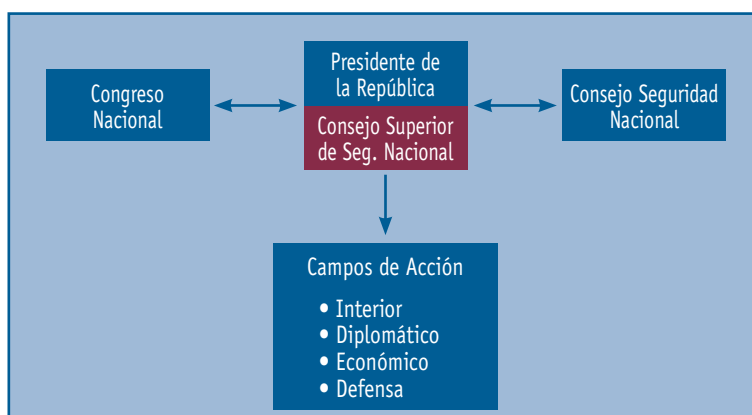 Congreso
Nacional
Presidente de
la República
Consejo Superior
de Seg. Nacional
Consejo Seguridad
Nacional
Campos de Acción
• Interior
• Diplomático
• Económico
• Defensa